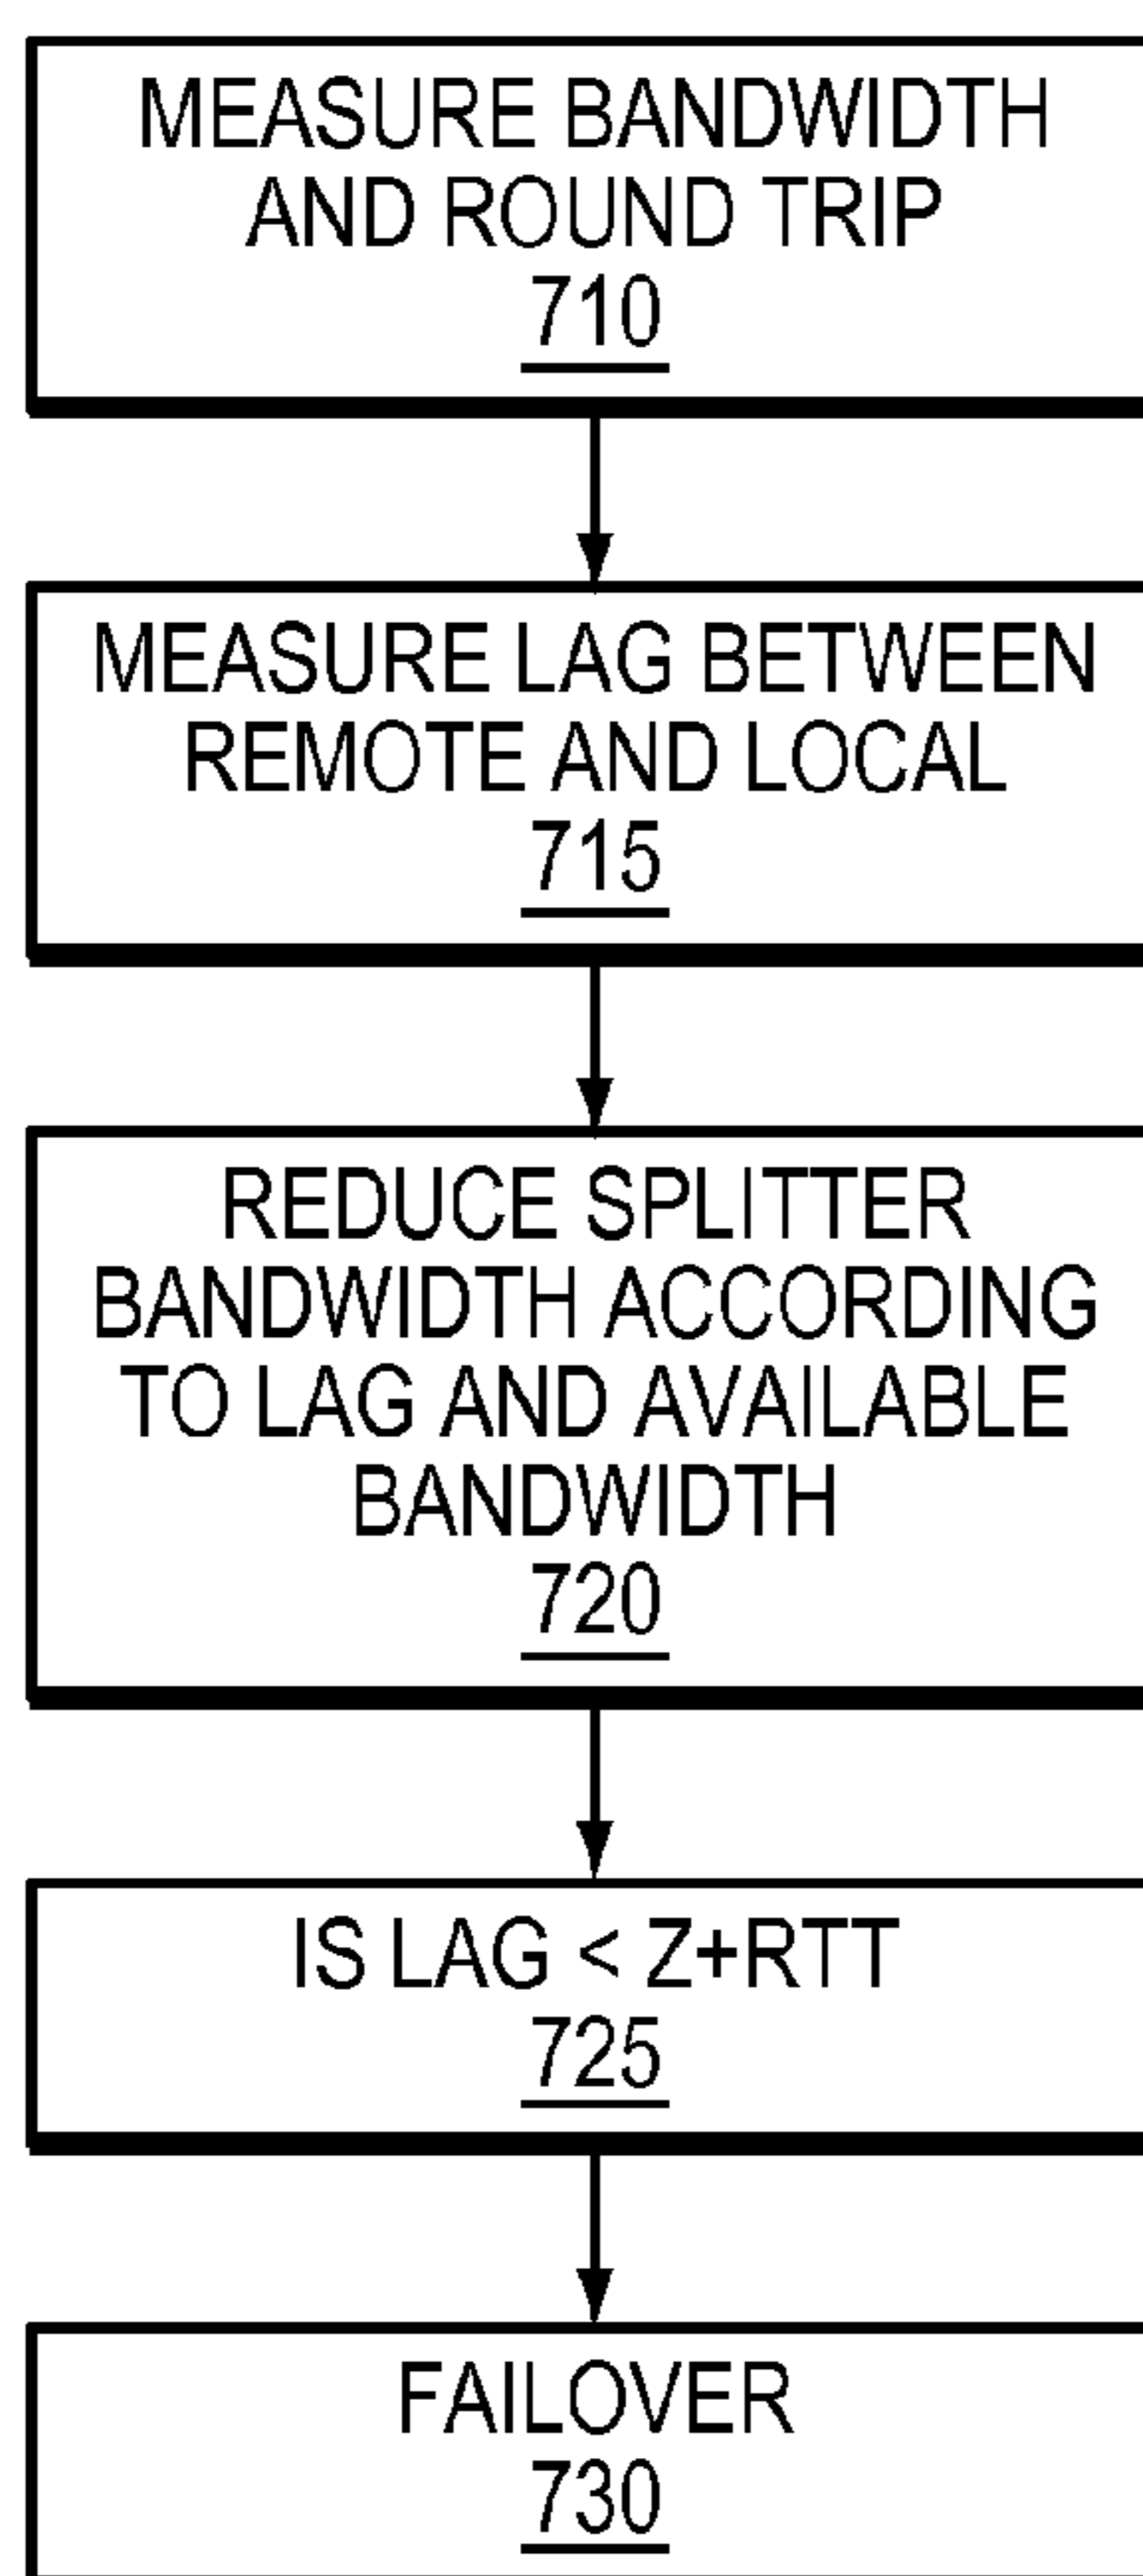 MEASURE BANDWIDTH
AND ROUND TRIP
710
MEASURE LAG BETWEEN
REMOTE AND LOCAL
715
REDUCE SPLITTER
BANDWIDTH ACCORDING
TO LAG AND AVAILABLE
BANDWIDTH
720
IS LAG < Z+RTT
725
FAILOVER
730